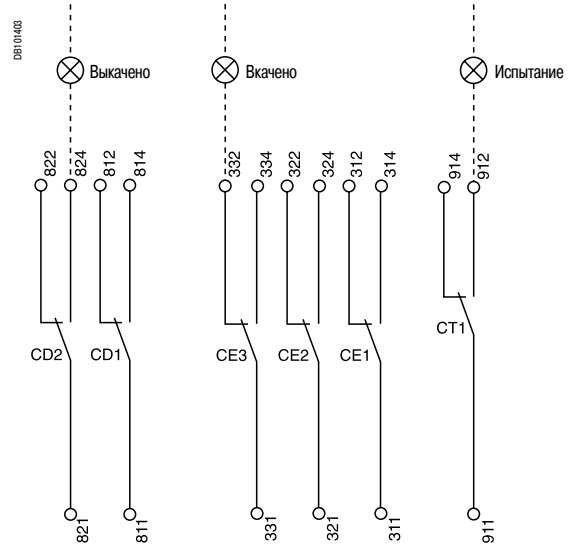 DB101403
Выкачено
Вкачено
Испытание
822 824 812 814
332 334 322 324 312 314
914 912
CD2 CD1 CE3 CE2 CE1 CT1
821 811 331 321 311 911